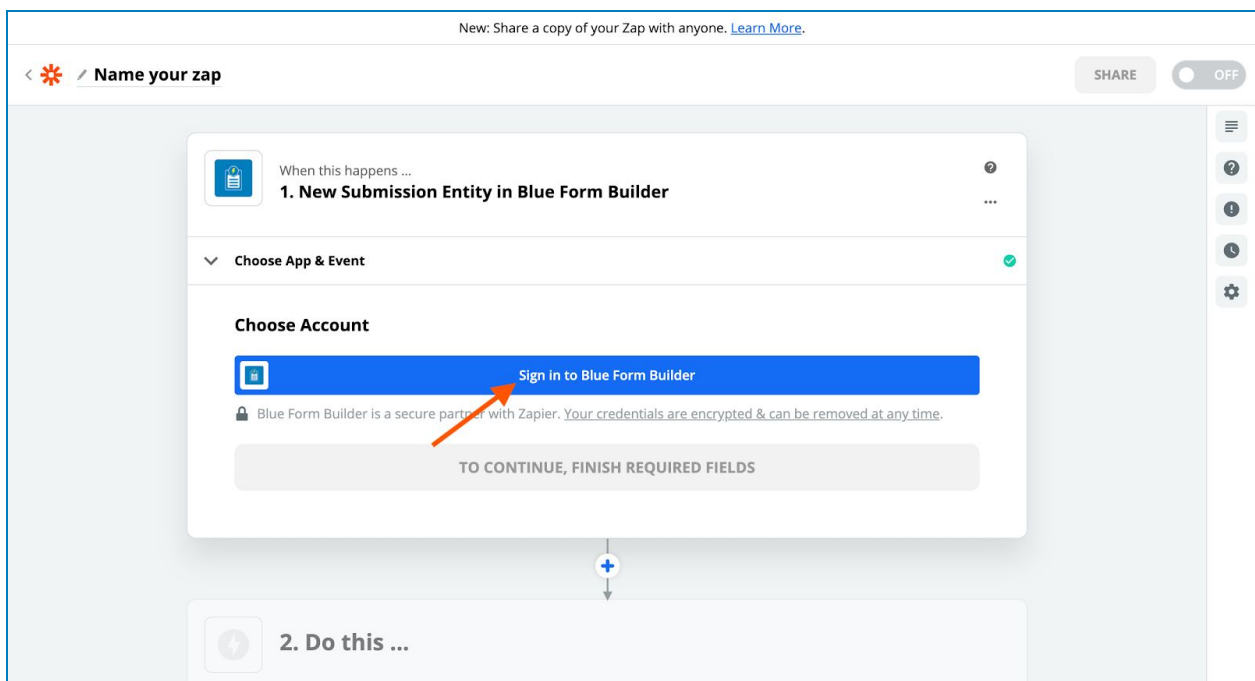 New: Share a copy of your Zap with anyone. Learn More.
Name your zap
SHARE
OFF
When this happens ...
1. New Submission Entity in Blue Form Builder
Choose App & Event
Choose Account
Sign in to Blue Form Builder
Blue Form Builder is a secure partner with Zapier. Your credentials are encrypted & can be removed at any time.
TO CONTINUE, FINISH REQUIRED FIELDS
2. Do this ...